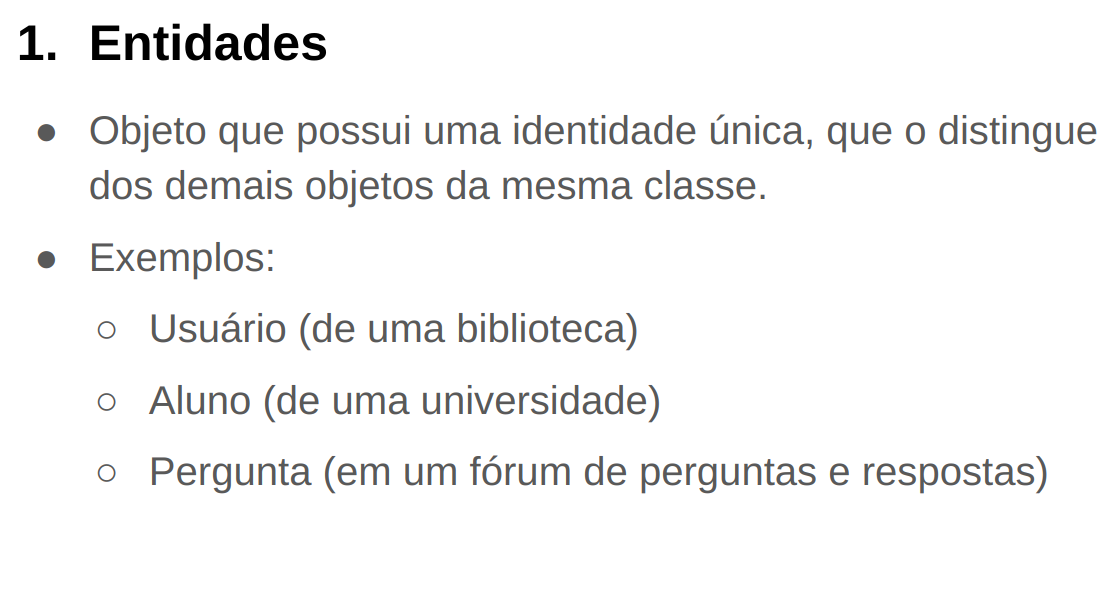 1. Entidades
● Objeto que possui uma identidade única, que o distingue
dos demais objetos da mesma classe.
● Exemplos:
○ Usuário (de uma biblioteca)
○ Aluno (de uma universidade)
○ Pergunta (em um fórum de perguntas e respostas)